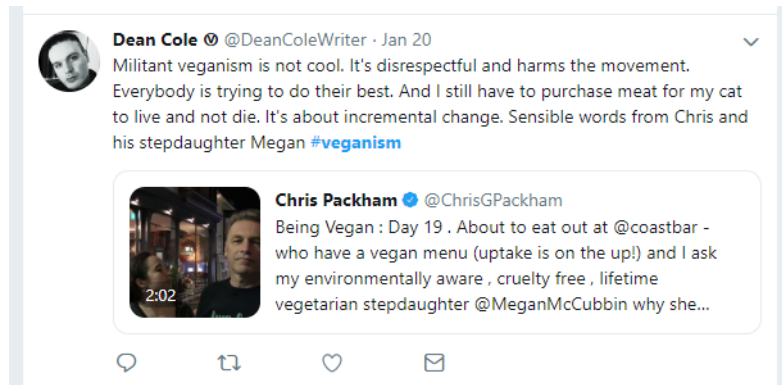 Dean Cole Ⓥ @DeanColeWriter · Jan 20
Militant veganism is not cool. It's disrespectful and harms the movement.
Everybody is trying to do their best. And I still have to purchase meat for my cat
to live and not die. It's about incremental change. Sensible words from Chris and
his stepdaughter Megan #veganism
Chris Packham @ChrisGPackham
Being Vegan : Day 19 . About to eat out at @coastbar -
who have a vegan menu (uptake is on the up!) and I ask
my environmentally aware , cruelty free , lifetime
vegetarian stepdaughter @MeganMcCubbin why she...
2:02